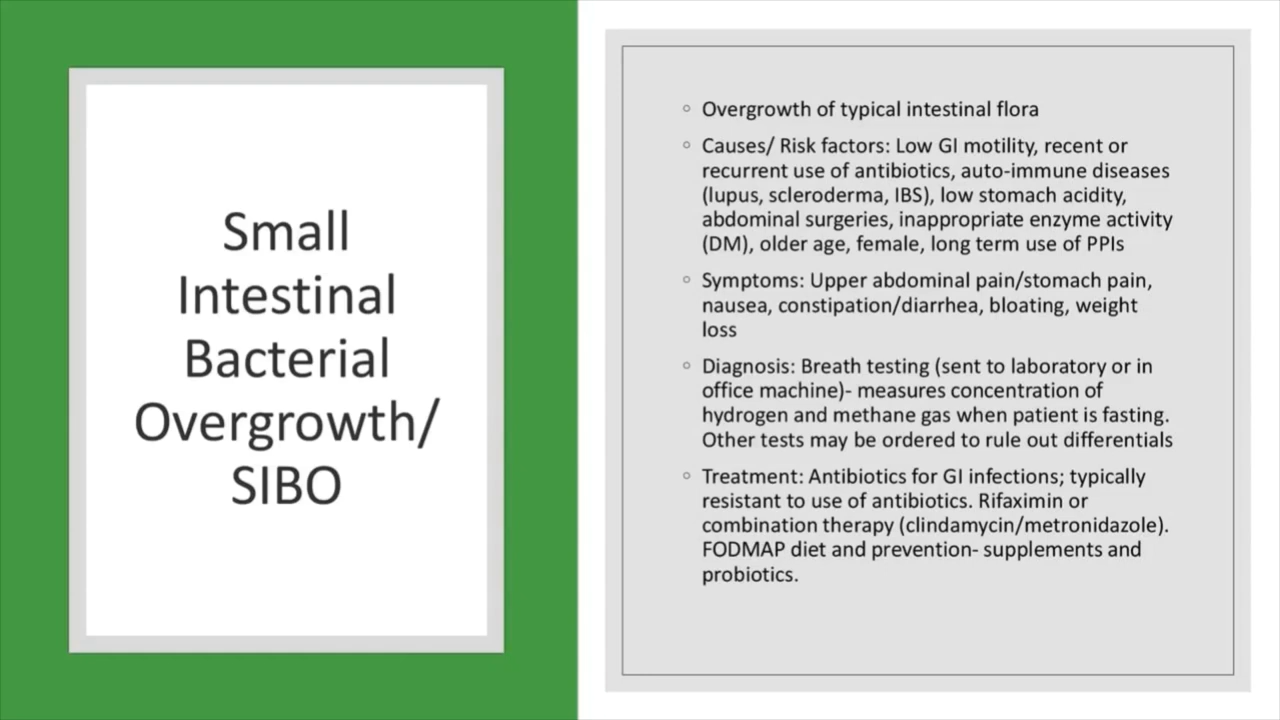 Small
Intestinal
Bacterial
Overgrowth/
SIBO
Overgrowth of typical intestinal flora
Causes/ Risk factors: Low GI motility, recent or
recurrent use of antibiotics, auto-immune diseases
(lupus, scleroderma, IBS), low stomach acidity,
abdominal surgeries, inappropriate enzyme activity
(DM), older age, female, long term use of PPIs
Symptoms: Upper abdominal pain/stomach pain,
nausea, constipation/diarrhea, bloating, weight
loss
Diagnosis: Breath testing (sent to laboratory or in
office machine)- measures concentration of
hydrogen and methane gas when patient is fasting.
Other tests may be ordered to rule out differentials
Treatment: Antibiotics for GI infections; typically
resistant to use of antibiotics. Rifaximin or
combination therapy (clindamycin/metronidazole).
FODMAP diet and prevention- supplements and
probiotics.